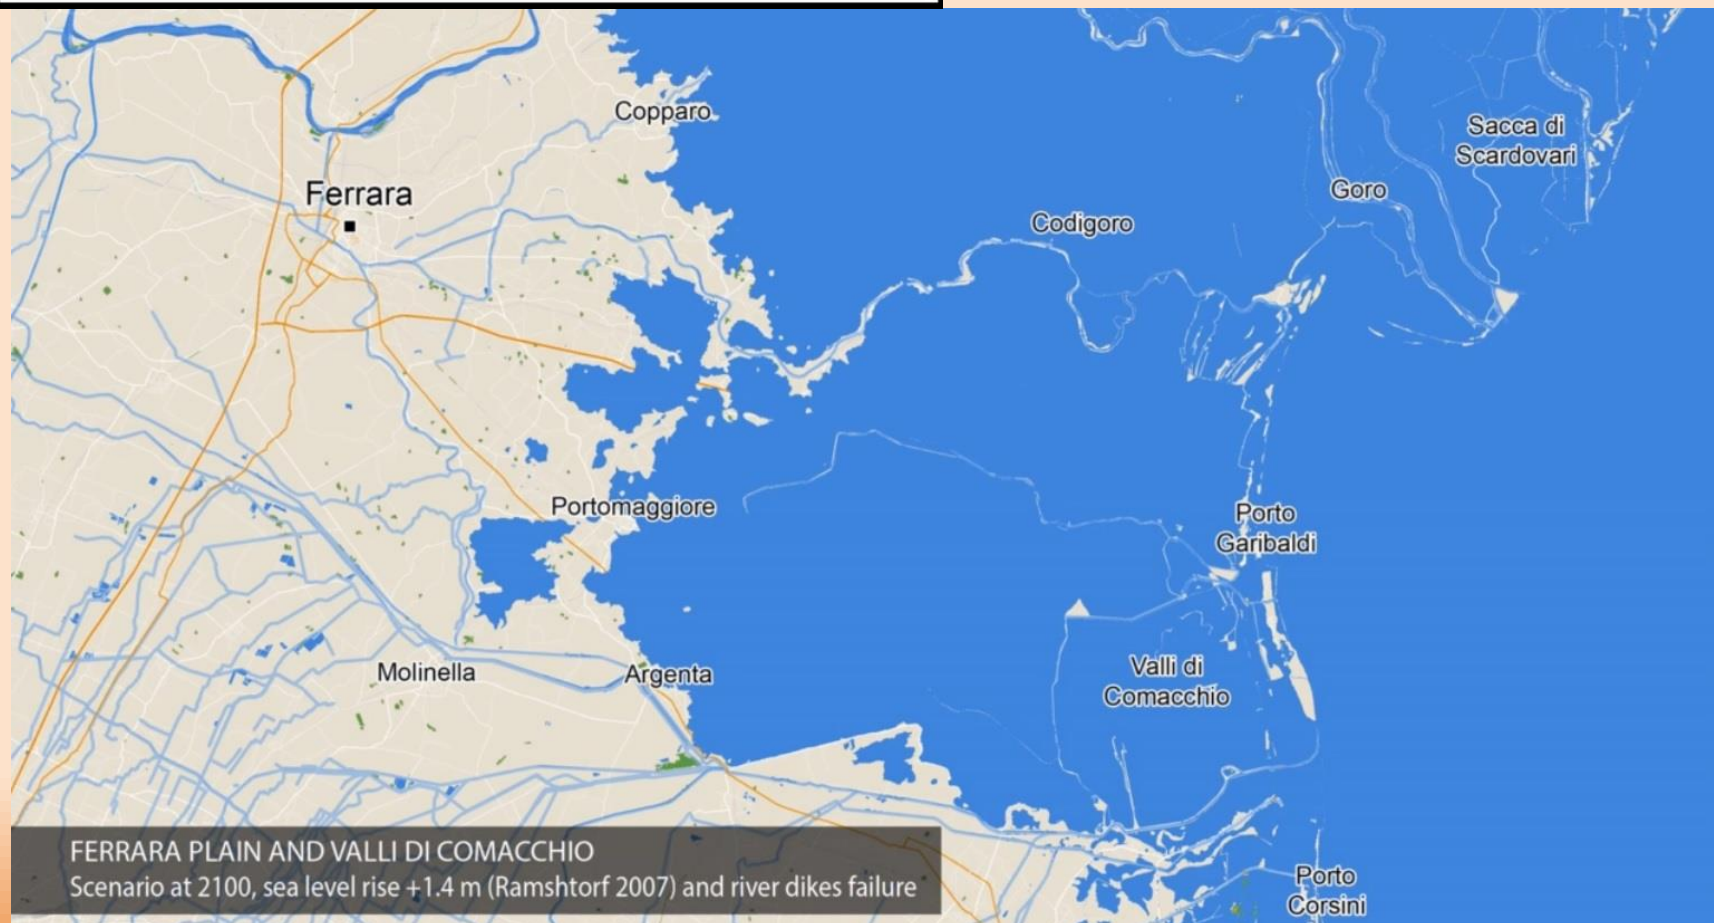 Copparo
Sacca di
Scardovari
Ferrara
Goro
Codigoro
Portomaggiore
Porto
Garibaldi
Molinella
Argenta
Valli di
Comacchio
FERRARA PLAIN AND VALLI DI COMACCHIO
Scenario at 2100, sea level rise +1.4 m (Ramshtorf 2007) and river dikes failure
Porto
Corsini